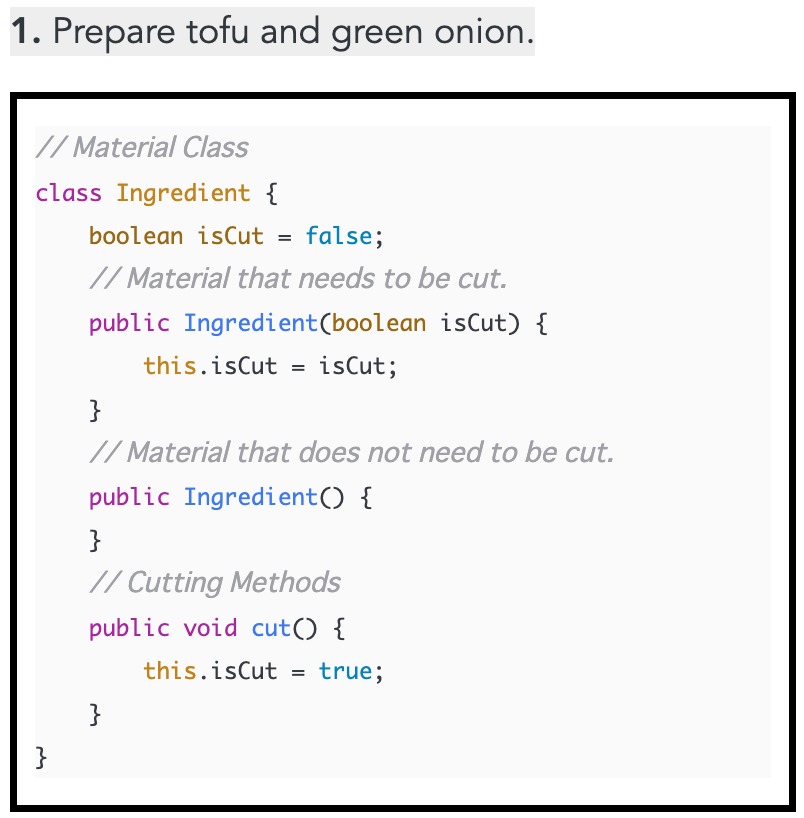 1. Prepare tofu and green onion.
// Material Class
class Ingredient {
    boolean isCut = false;
    // Material that needs to be cut.
    public Ingredient(boolean isCut) {
        this.isCut = isCut;
    }
    // Material that does not need to be cut.
    public Ingredient() {
    }
    // Cutting Methods
    public void cut() {
        this.isCut = true;
    }
}